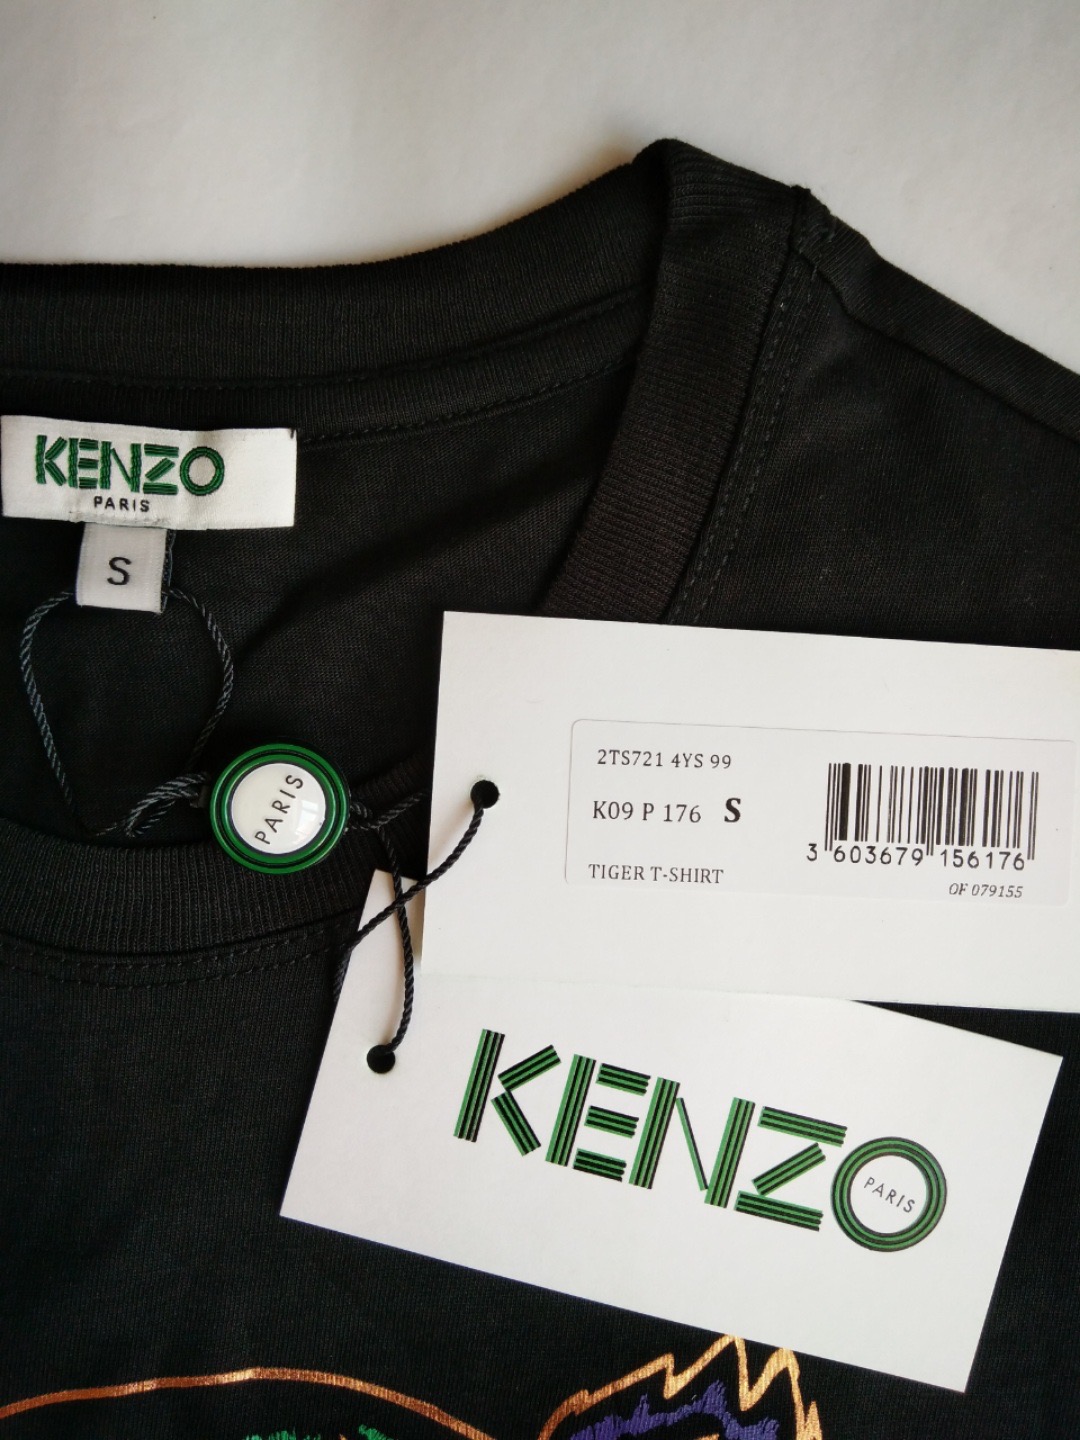 KENZO
PARIS
S
PARIS
2TS721 4YS 99
K09 P 176 S
TIGER T-SHIRT
3 603679 156176
OF 079155
KENZO
PARIS